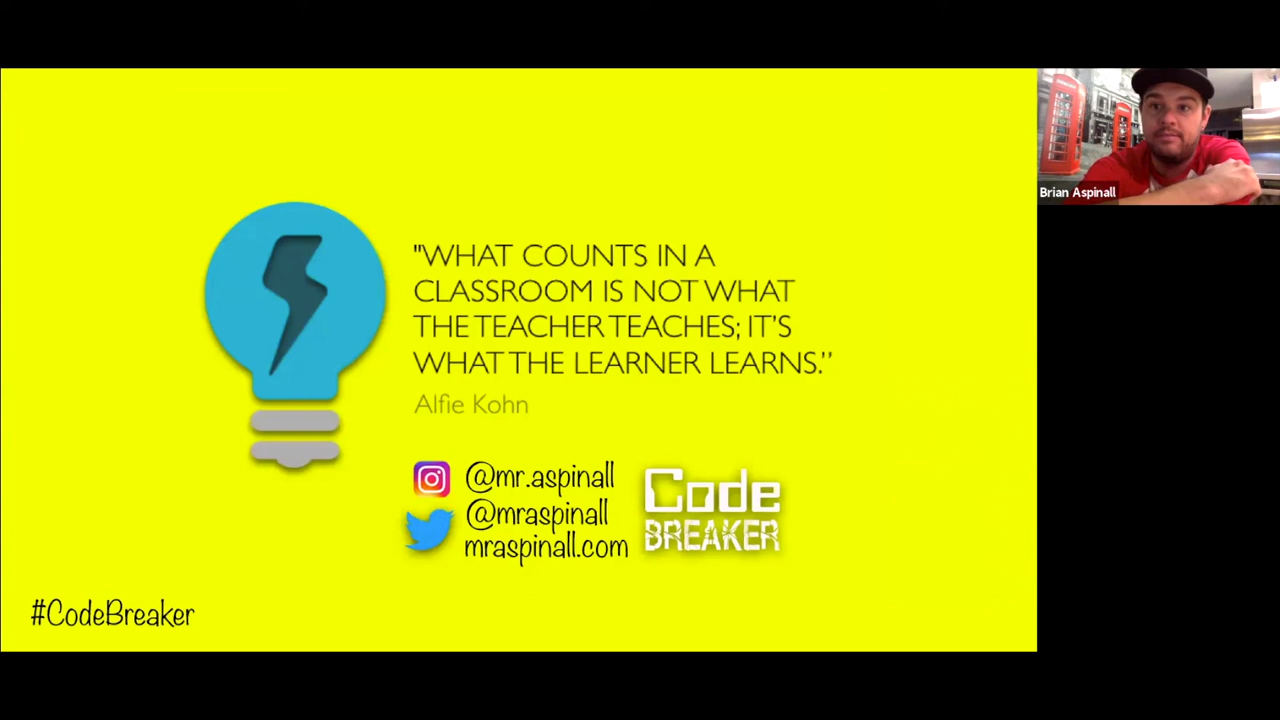 "WHAT COUNTS IN A
CLASSROOM IS NOT WHAT
THE TEACHER TEACHES; IT'S
WHAT THE LEARNER LEARNS."
Alfie Kohn
@mr.aspinall
@mraspinall
mraspinall.com
Code
BREAKER
#CodeBreaker
Brian Aspinall